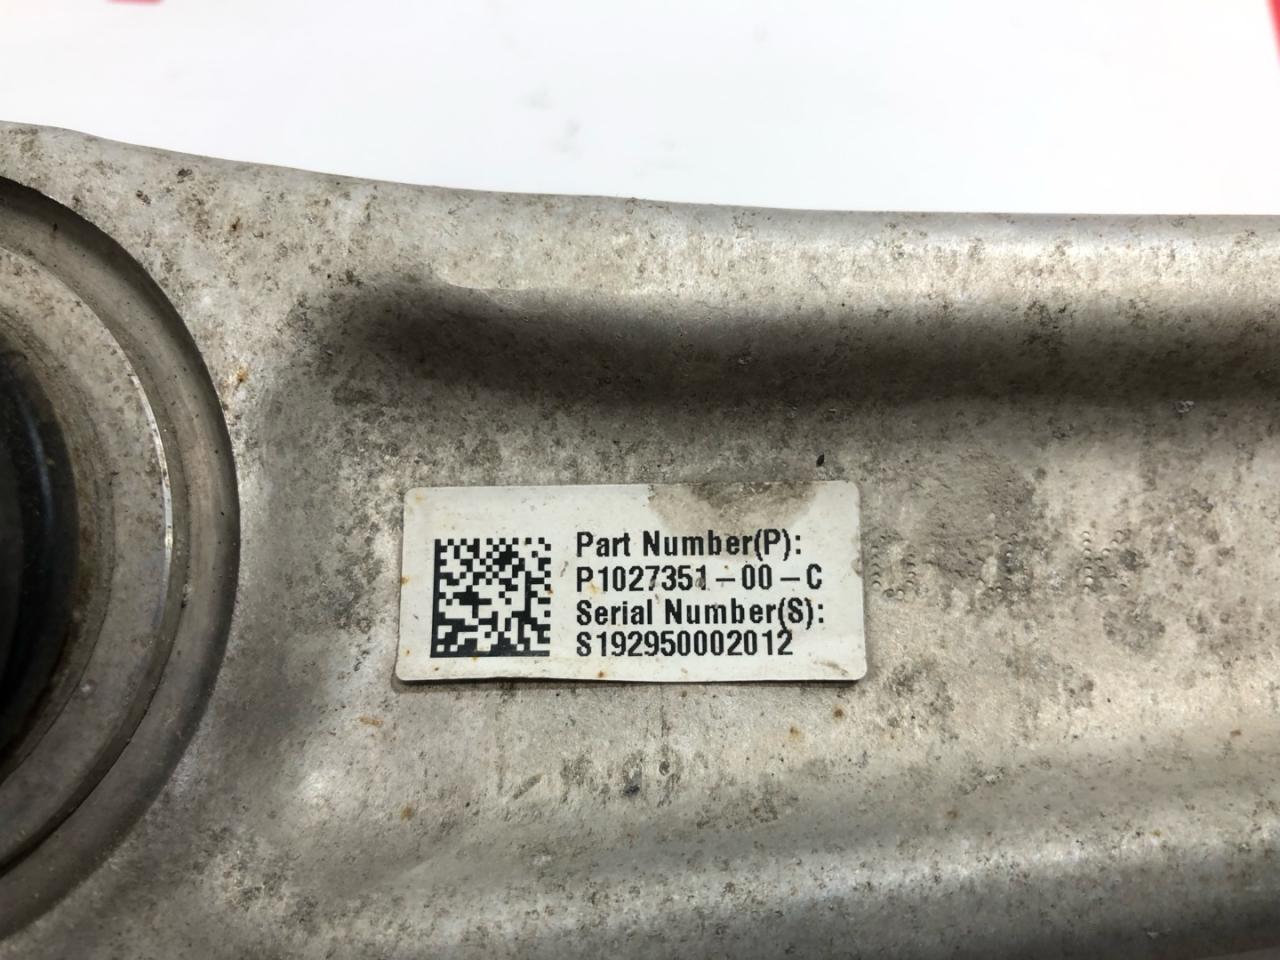 Part Number(P):
P1027351-00-C
Serial Number(S):
S192950002012